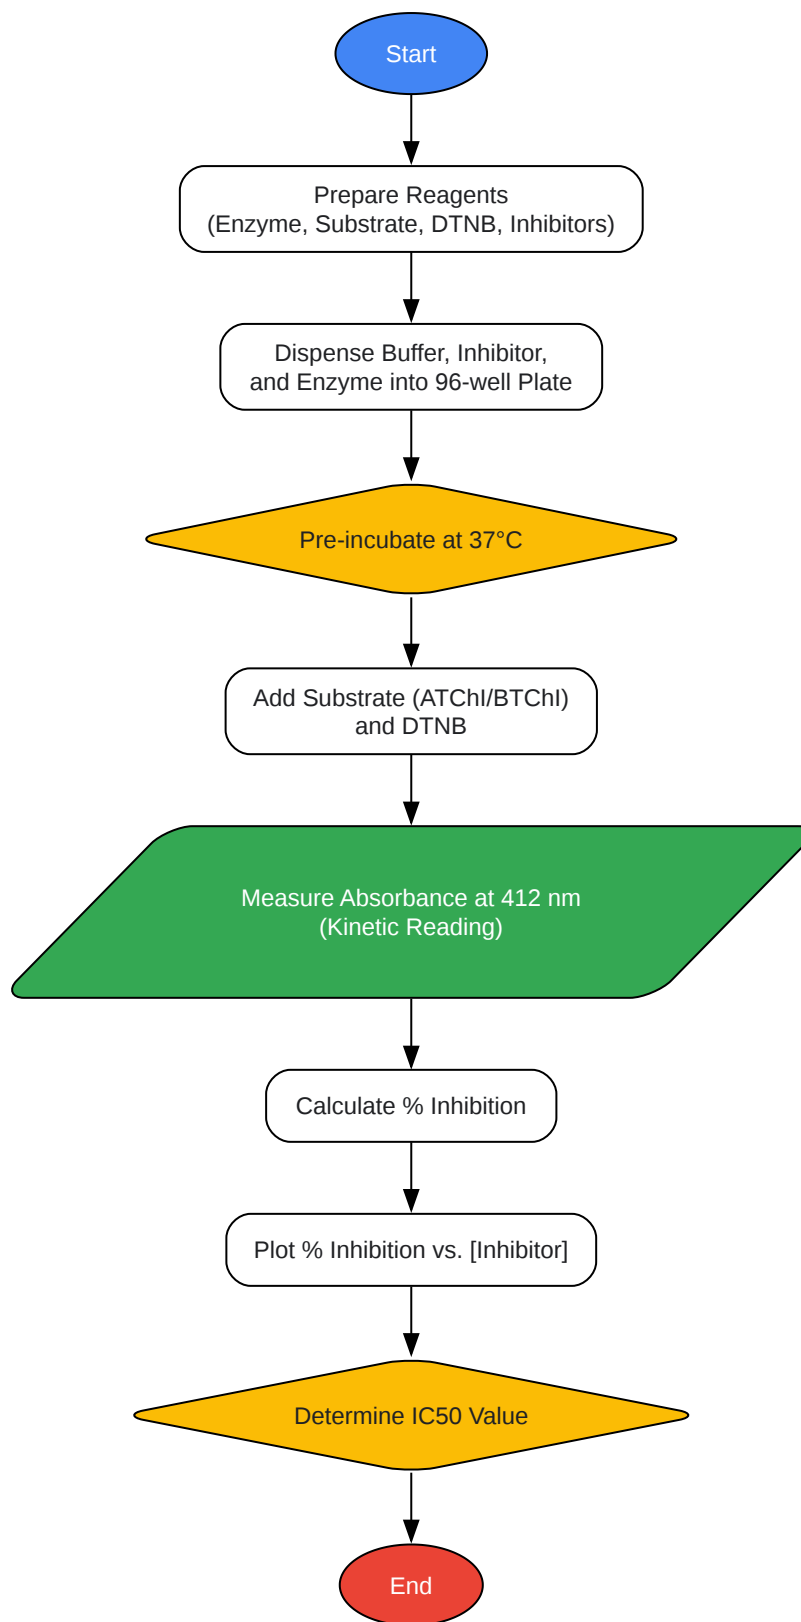 Start
Prepare Reagents
(Enzyme, Substrate, DTNB, Inhibitors)
Dispense Buffer, Inhibitor,
and Enzyme into 96-well Plate
Pre-incubate at 37°C
Add Substrate (ATChI/BTChI)
and DTNB
Measure Absorbance at 412 nm
(Kinetic Reading)
Calculate % Inhibition
Plot % Inhibition vs. [Inhibitor]
Determine IC50 Value
End